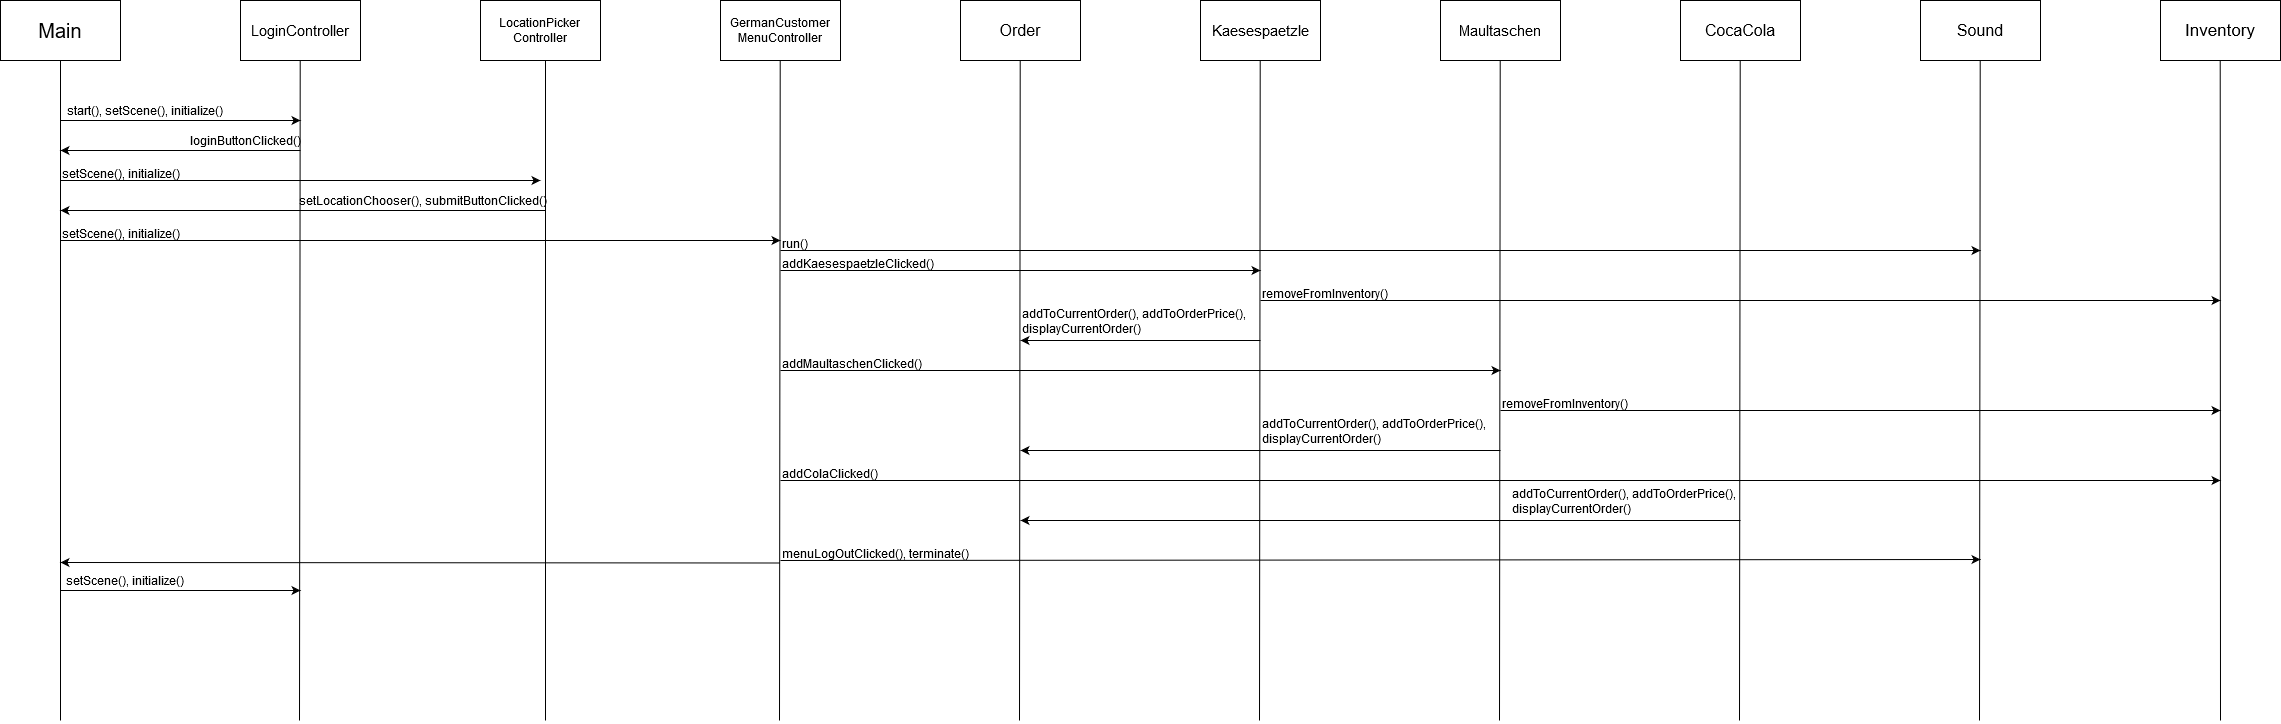 Main
LoginController
LocationPicker
Controller
GermanCustomer
MenuController
Order
Kaesespaetzle
Maultaschen
CocaCola
Sound
Inventory
start(), setScene(), initialize()
loginButtonClicked()
setScene(), initialize()
setLocationChooser(), submitButtonClicked()
setScene(), initialize()
run()
addKaesespaetzleClicked()
removeFromInventory()
addToCurrentOrder(), addToOrderPrice(),
displayCurrentOrder()
addMaultaschenClicked()
removeFromInventory()
addToCurrentOrder(), addToOrderPrice(),
displayCurrentOrder()
addColaClicked()
addToCurrentOrder(), addToOrderPrice(),
displayCurrentOrder()
menuLogOutClicked(), terminate()
setScene(), initialize()